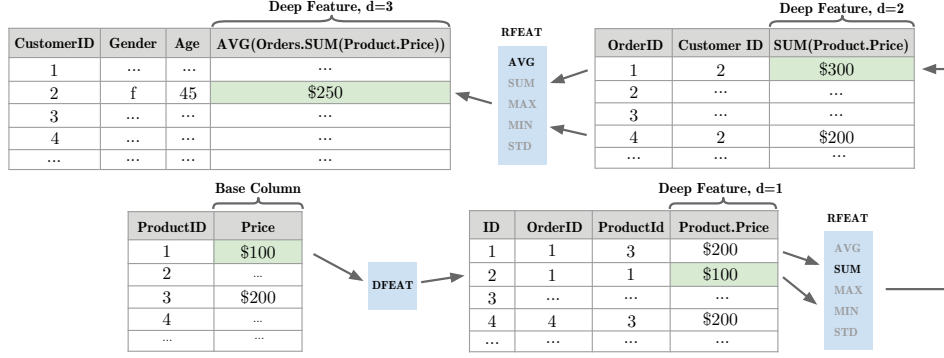 Deep Feature, d=3
CustomerID Gender Age AVG(Orders.SUM(Product.Price))
1 ... ... ...
2 f 45 $250
3 ... ... ...
4 ... ... ...
... ... ... ...
RFEAT
AVG
SUM
MAX
MIN
STD
Deep Feature, d=2
OrderID Customer ID SUM(Product.Price)
1 2 $300
2 ... ...
3 ... ...
4 2 $200
... ... ...
Base Column
ProductID Price
1 $100
2 ...
3 $200
4 ...
... ...
DFEAT
Deep Feature, d=1
ID OrderID ProductId Product.Price
1 1 3 $200
2 1 1 $100
3 ... ... ...
4 4 3 $200
... ... ... ...
RFEAT
AVG
SUM
MAX
MIN
STD